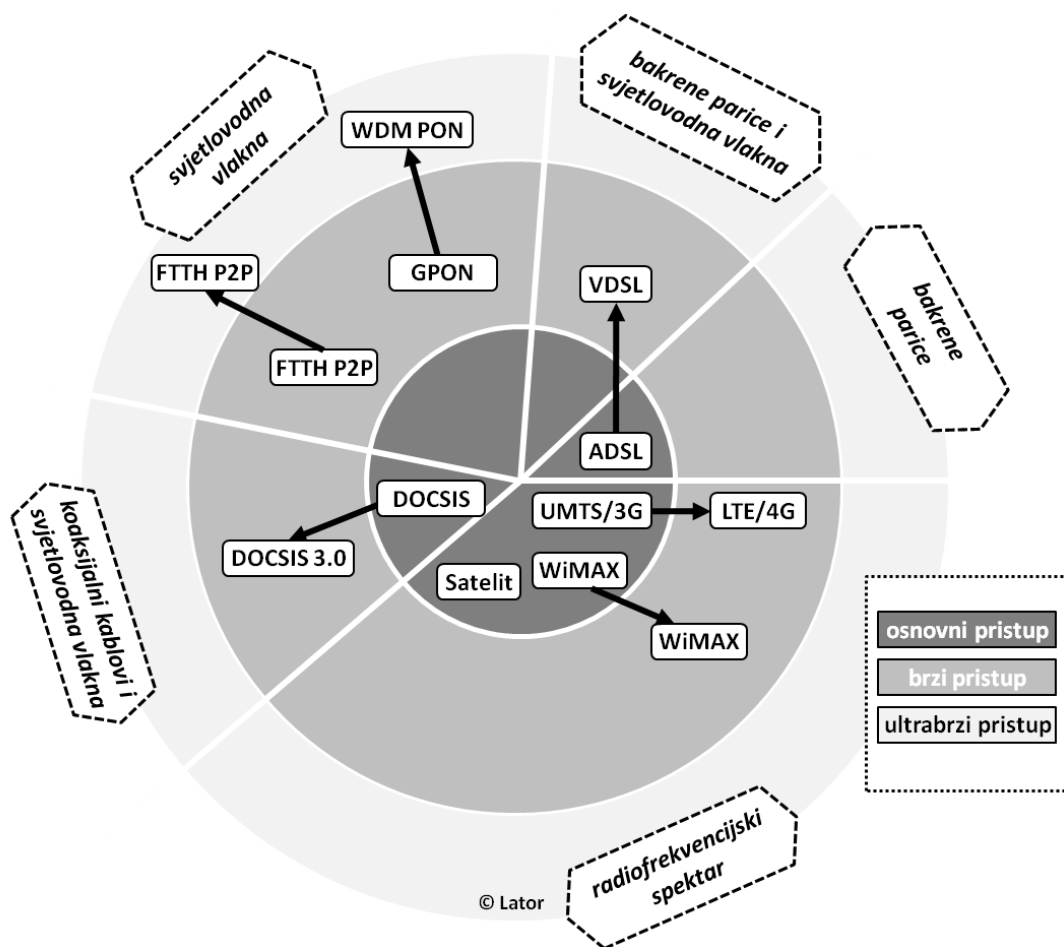 svjetlovodna
vlakna
bakrene parice i
svjetlovodna vlakna
bakrene
parice
WDM PON
GPON
FTTH P2P
FTTH P2P
VDSL
ADSL
DOCSIS
DOCSIS 3.0
UMTS/3G
LTE/4G
WiMAX
Satelit
WiMAX
koaksijalni kablovi i
svjetlovodna vlakna
osnovni pristup
brzi pristup
ultrabrzi pristup
radiofrekvencijski
spektar
© Lator